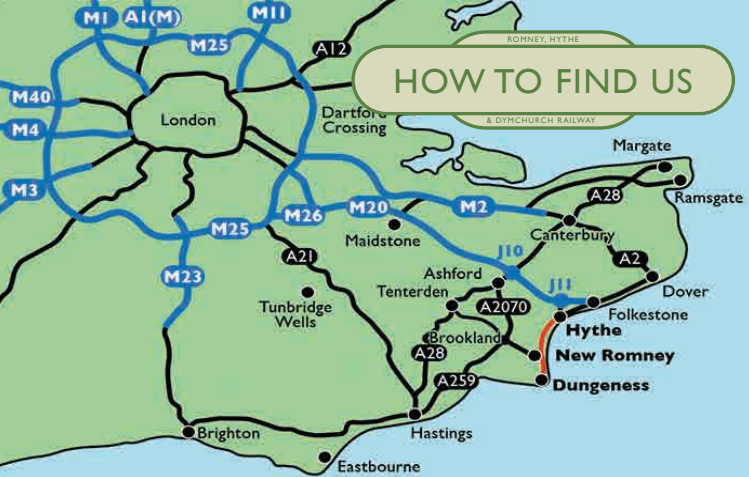 M1
A1(M)
M11
M25
A12
ROMNEY, HYTHE
HOW TO FIND US
& DYMCHURCH RAILWAY
M40
M4
London
Dartford
Crossing
Margate
M3
Ramsgate
A28
M26
M20
M2
M25
Maidstone
Canterbury
A21
J10
A2
M23
Ashford
J11
Dover
Tenterden
Tunbridge
Wells
A2070
Folkestone
Hythe
Brookland
A28
New Romney
A259
Dungeness
Brighton
Hastings
Eastbourne